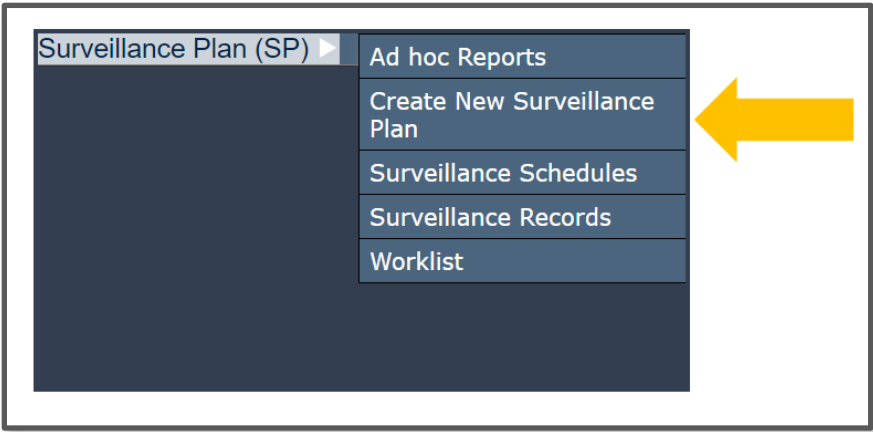 Surveillance Plan (SP)
Ad hoc Reports
Create New Surveillance
Plan
Surveillance Schedules
Surveillance Records
Worklist